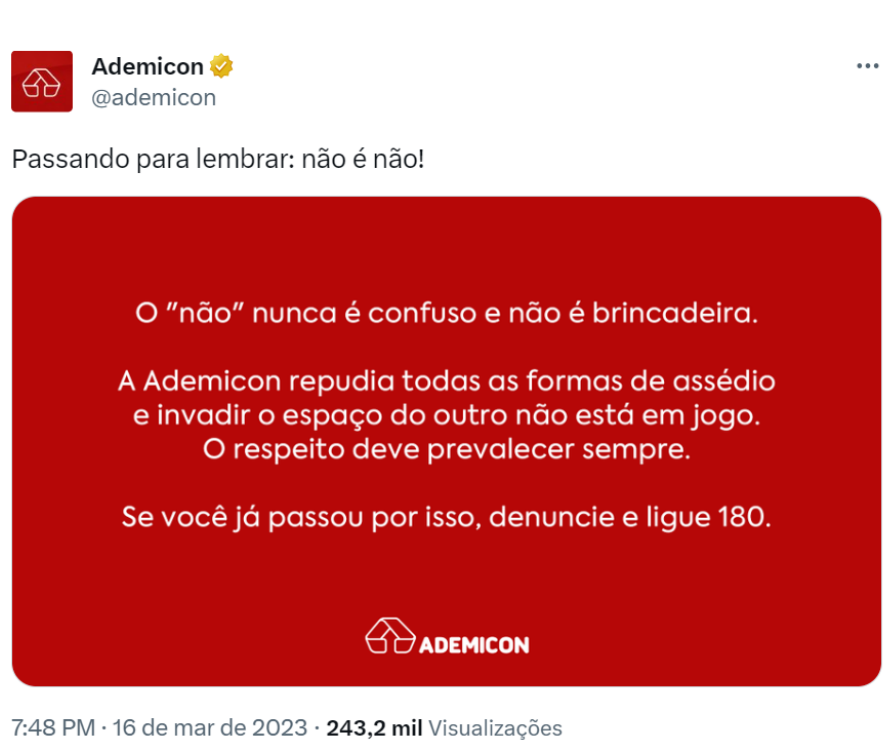 Ademicon
@ademicon
Passando para lembrar: não é não!
O "não" nunca é confuso e não é brincadeira.
A Ademicon repudia todas as formas de assédio
e invadir o espaço do outro não está em jogo.
O respeito deve prevalecer sempre.
Se você já passou por isso, denuncie e ligue 180.
ADEMICON
7:48 PM · 16 de mar de 2023 · 243,2 mil Visualizações